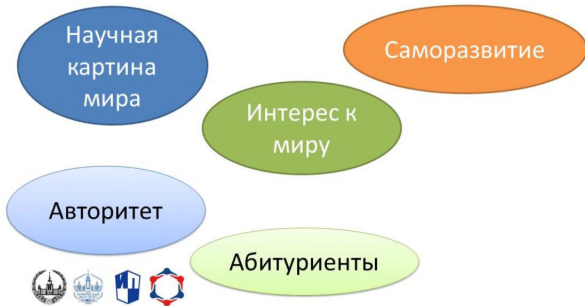 Научная
картина
мира
Саморазвитие
Интерес к
миру
Авторитет
Абитуриенты